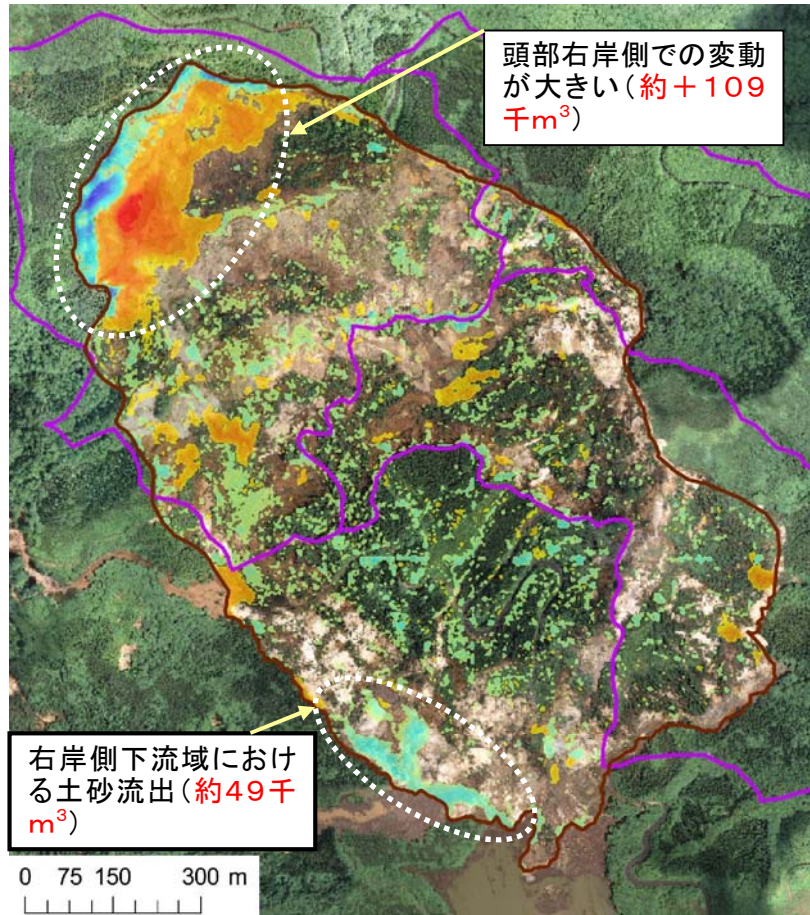 頭部右岸側での変動
が大きい(約＋１０９
千m³)
右岸側下流域におけ
る土砂流出(約４９千
m³)
0 75 150 300 m